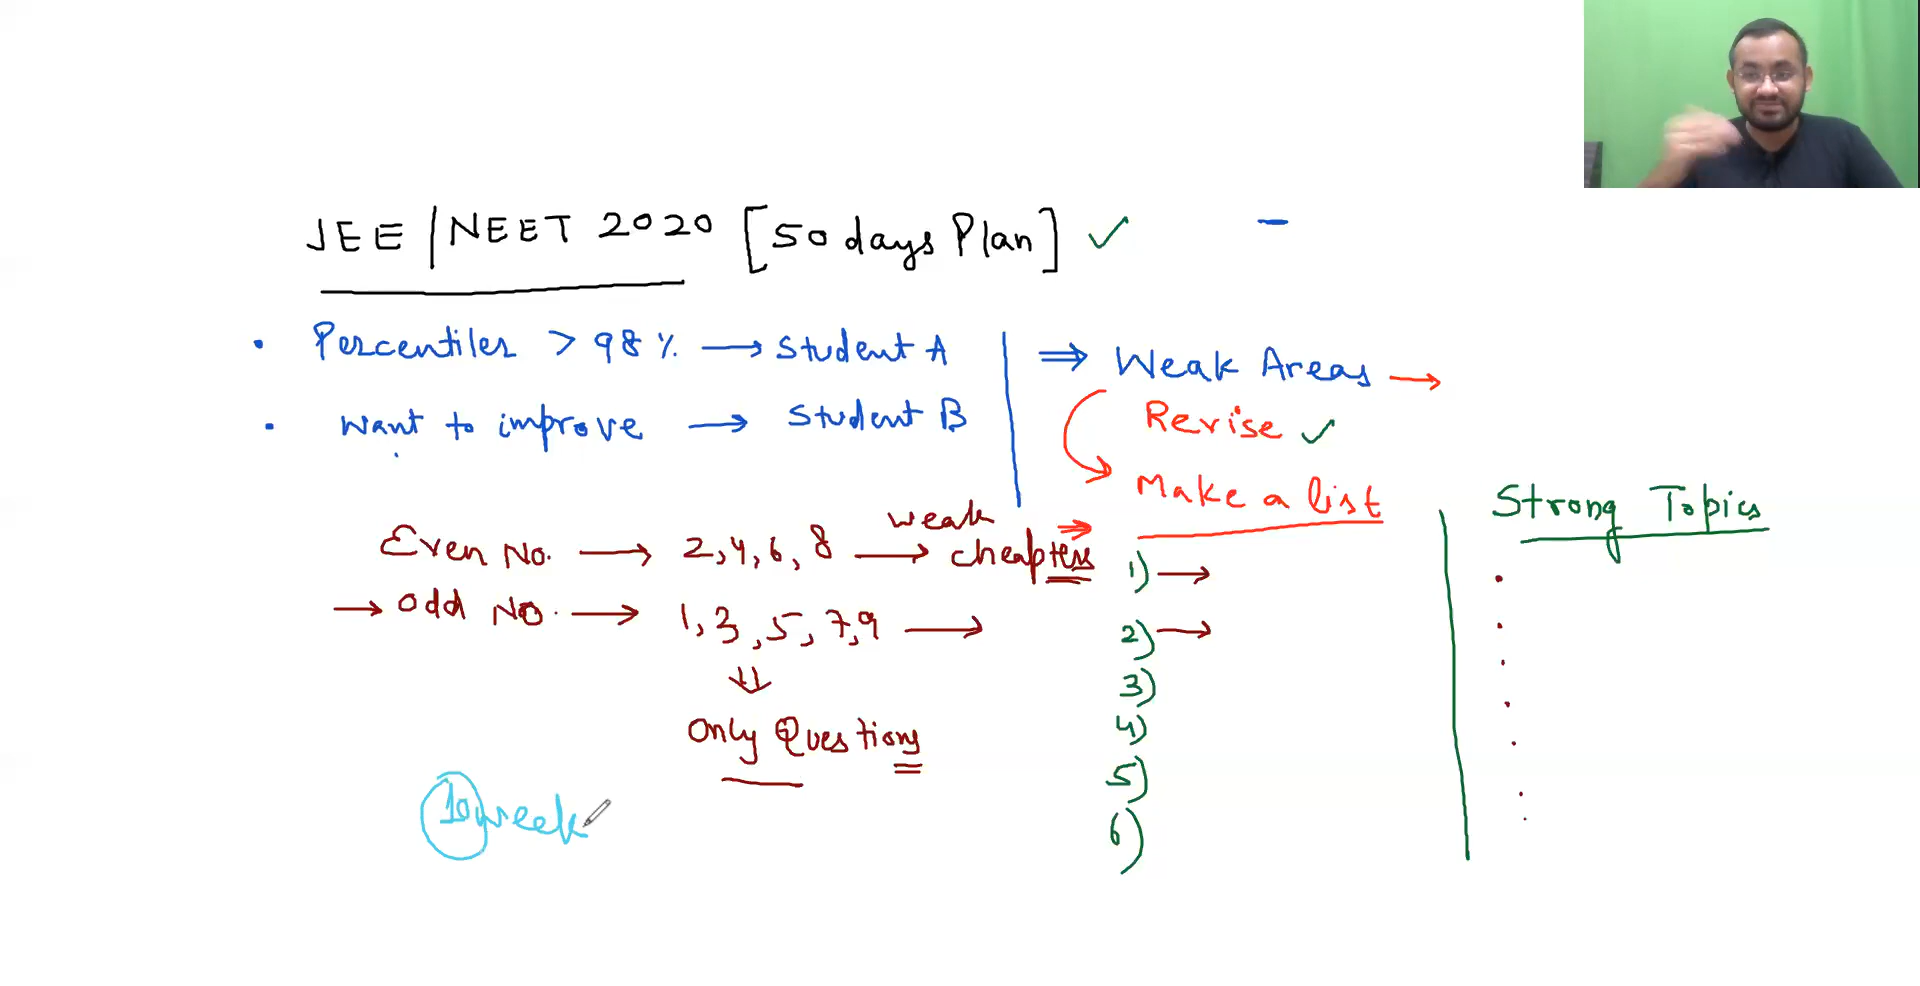 JEE | NEET 2020 [50 days Plan] ✓
• Percentiler > 98 % → Student A
• Want to improve → Student B
⇒ Weak Areas →
Revise ✓
Make a list
Even No. → 2, 4, 6, 8 → weak chapters ⇒
→ Odd No. → 1, 3, 5, 7, 9 →
Only Questions
10 week
1) →
2) →
3)
4)
5)
6)
Strong Topics